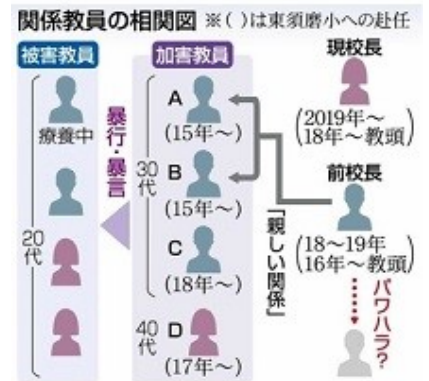 関係教員の相関図 ※( )は東須磨小への赴任
被害教員
加害教員
現校長
(2019年〜
18年〜教頭)
療養中
20代
暴行・暴言
30代
A
(15年〜)
B
(15年〜)
C
(18年〜)
40代
D
(17年〜)
「親しい関係」
前校長
(18〜19年
16年〜教頭)
パワハラ?